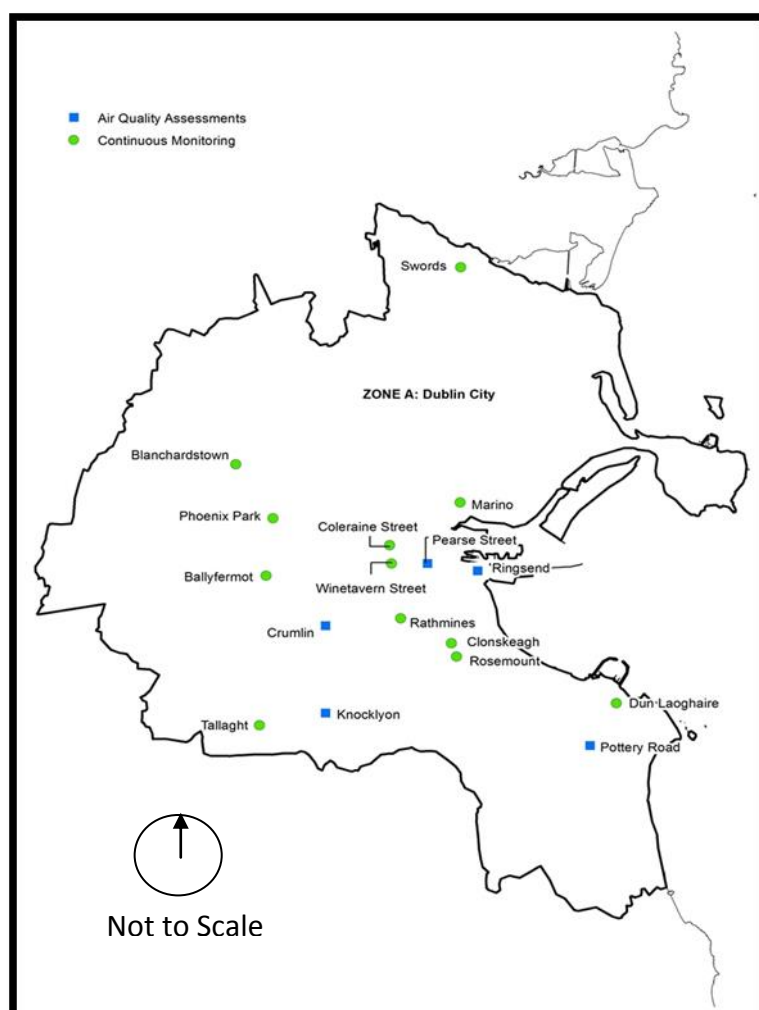 Air Quality Assessments
Continuous Monitoring
Swords
ZONE A: Dublin City
Blanchardstown
Marino
Phoenix Park
Coleraine Street
Pearse Street
Ringsend
Ballyfermot
Winetavern Street
Rathmines
Crumlin
Clonskeagh
Rosemount
Dun Laoghaire
Knocklyon
Tallaght
Pottery Road
Not to Scale